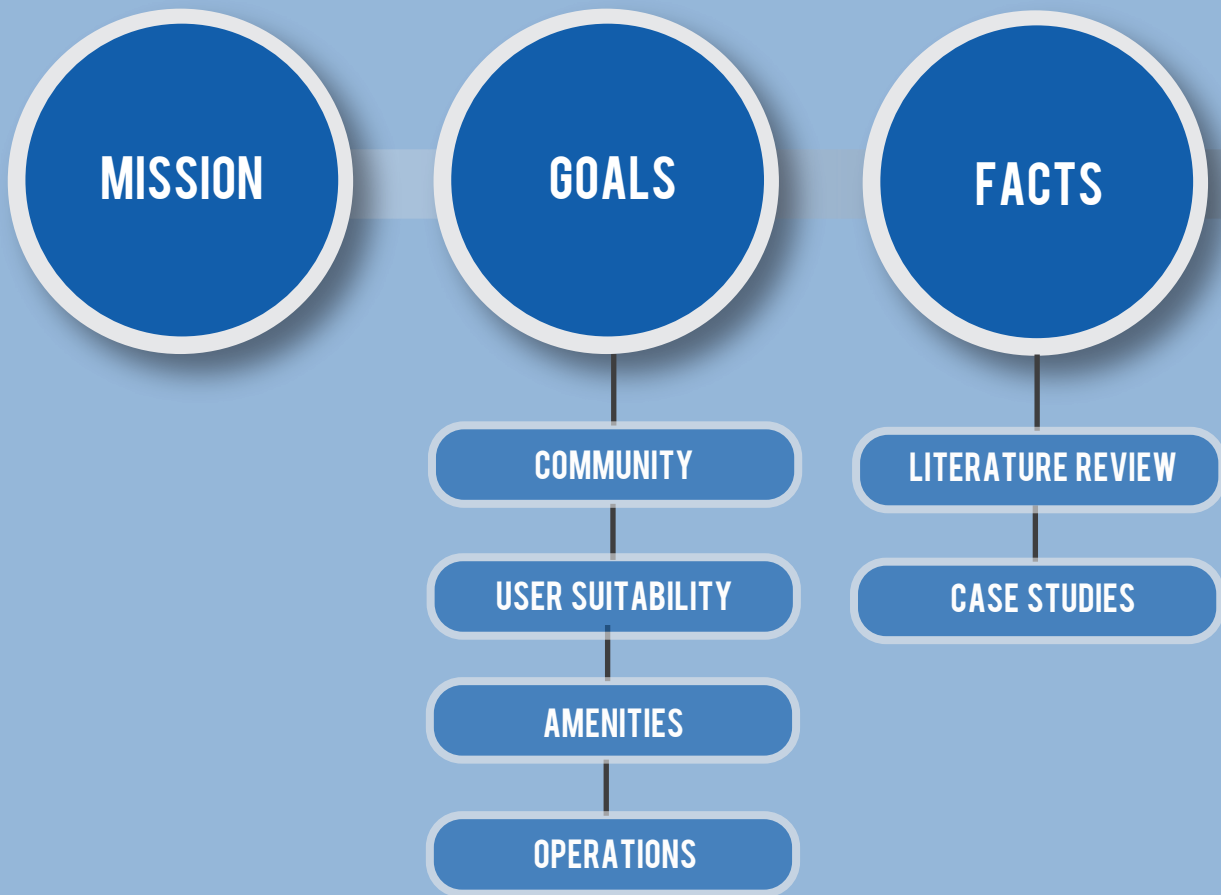 MISSION
GOALS
FACTS
COMMUNITY
USER SUITABILITY
AMENITIES
OPERATIONS
LITERATURE REVIEW
CASE STUDIES